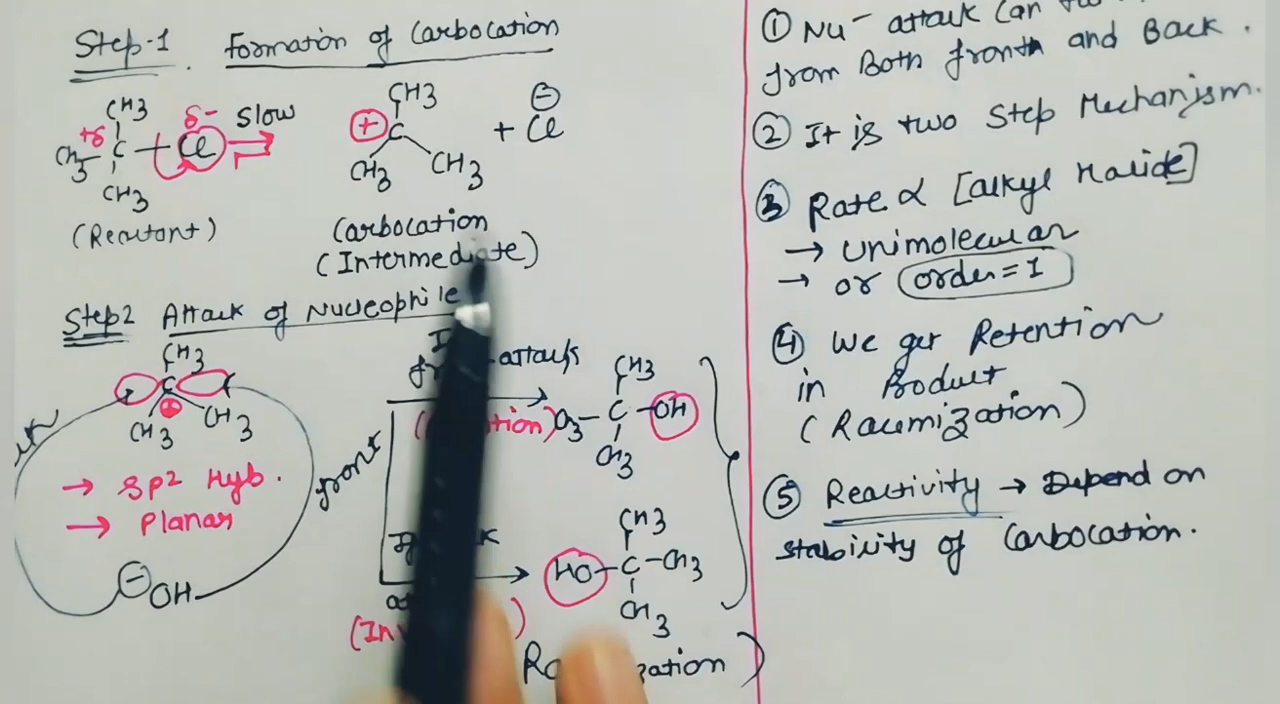 Step-1. Formation of Carbocation
CH3
+δ δ-
CH3-C-Cl Slow
CH3
(Reactant)
CH3
+ C
CH3 CH3
+ Cl ⊖
Carbocation
(Intermediate)
Step2 Attack of Nucleophile
CH3
C
⊕
CH3 CH3
→ SP2 Hyb.
→ Planar
⊖OH
front
attack
CH3
CH3-C-OH
CH3
CH3
HO-C-CH3
CH3
① Nu⁻ attack can
from Both front and Back.
② It is two Step Mechanism.
③ Rate ∝ [alkyl Halide]
→ unimolecular
→ or order=1
④ We get Retention
in Product
(Racemization)
⑤ Reactivity → Depend on
stability of Carbocation.